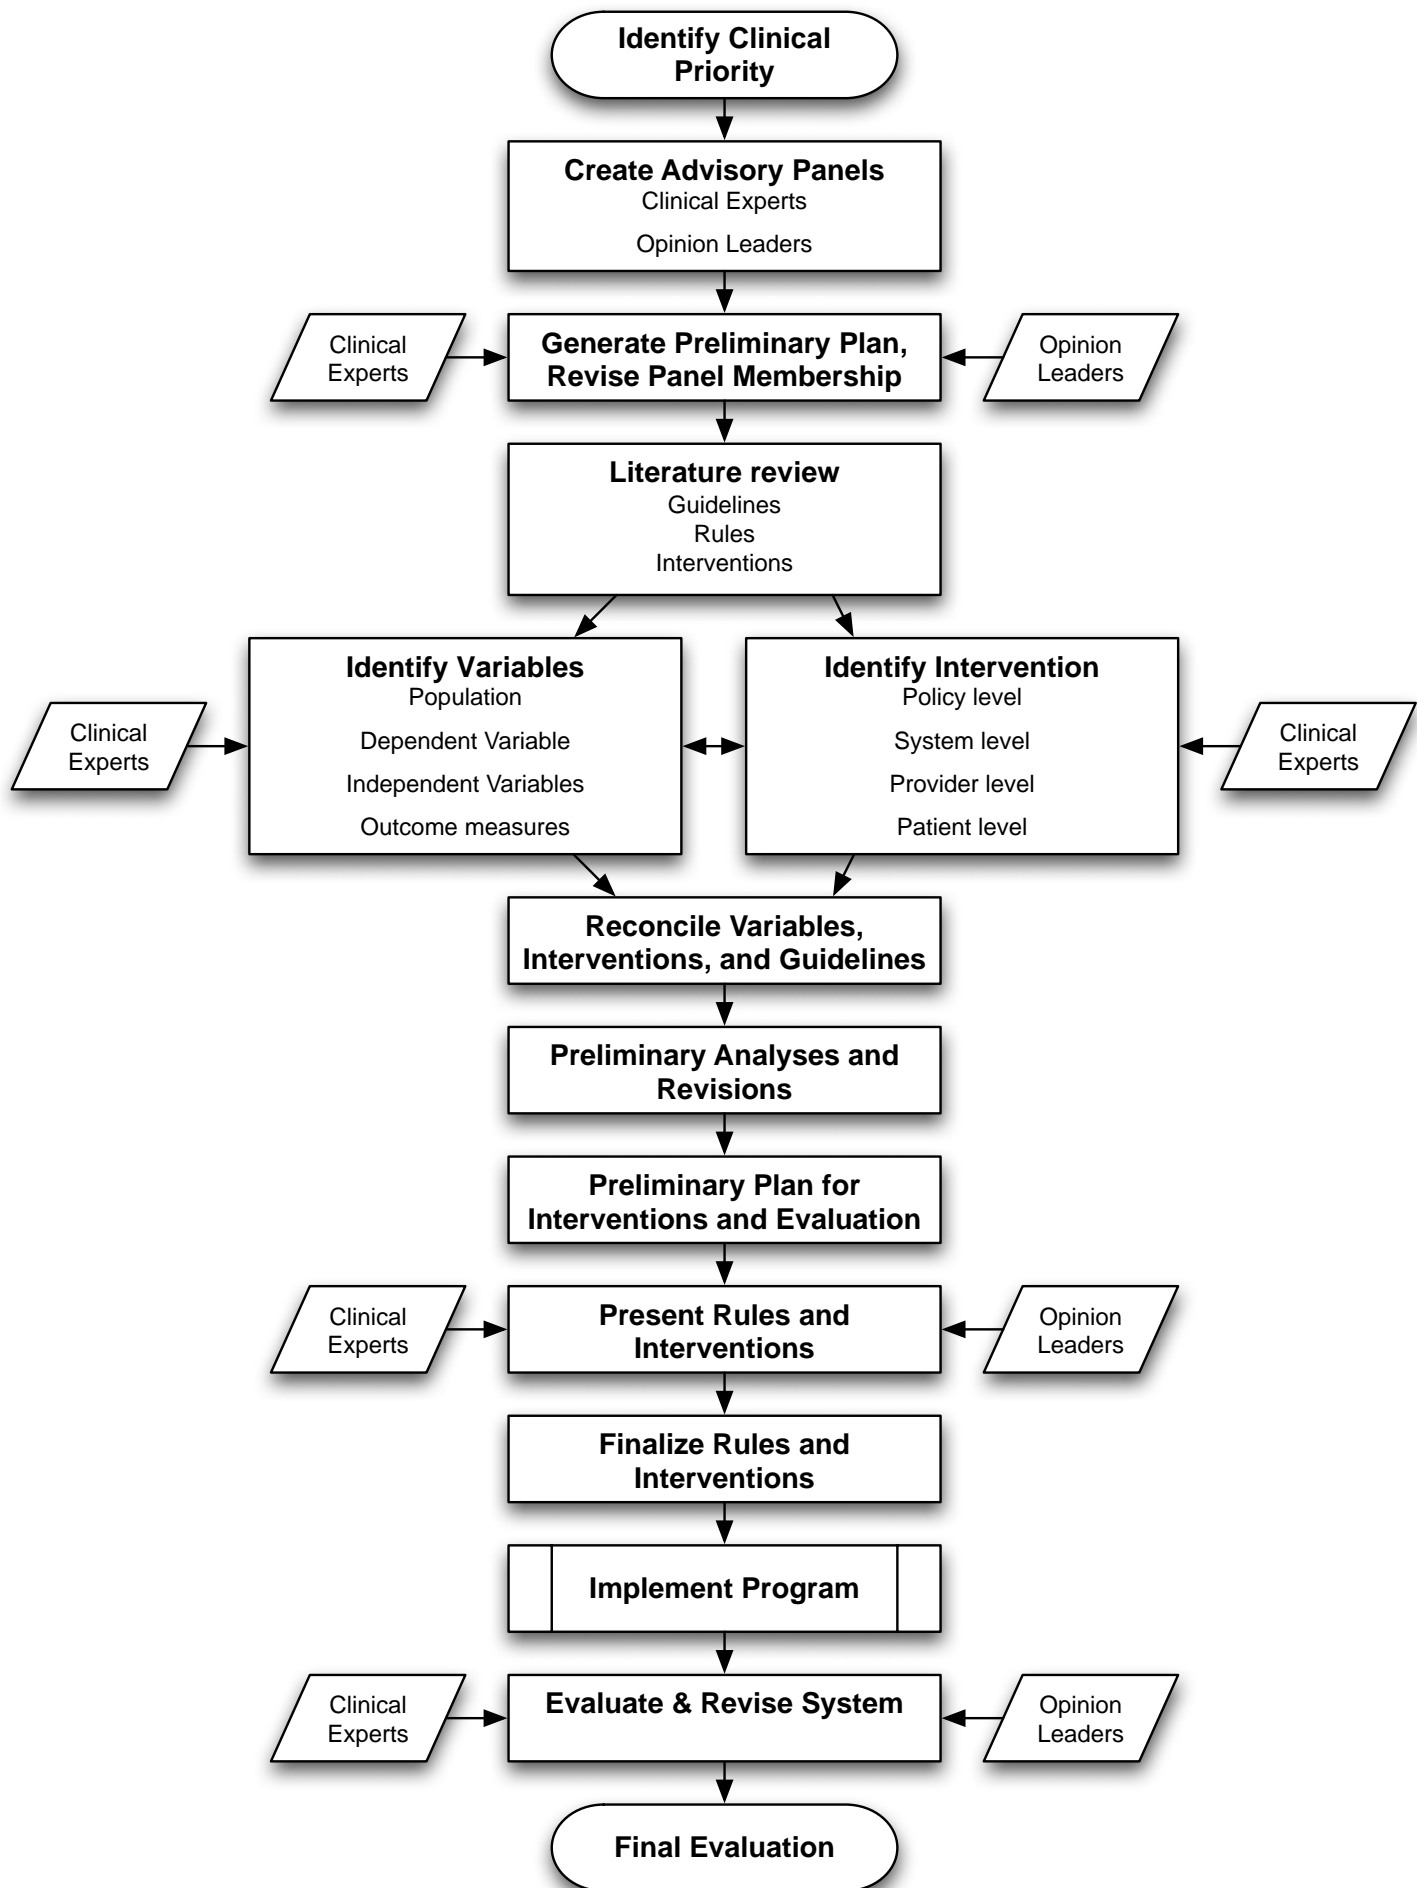 Identify Clinical
Priority
Create Advisory Panels
Clinical Experts
Opinion Leaders
Clinical
Experts
Generate Preliminary Plan,
Revise Panel Membership
Opinion
Leaders
Literature review
Guidelines
Rules
Interventions
Clinical
Experts
Identify Variables
Population
Dependent Variable
Independent Variables
Outcome measures
Identify Intervention
Policy level
System level
Provider level
Patient level
Clinical
Experts
Reconcile Variables,
Interventions, and Guidelines
Preliminary Analyses and
Revisions
Preliminary Plan for
Interventions and Evaluation
Clinical
Experts
Present Rules and
Interventions
Opinion
Leaders
Finalize Rules and
Interventions
Implement Program
Clinical
Experts
Evaluate & Revise System
Opinion
Leaders
Final Evaluation